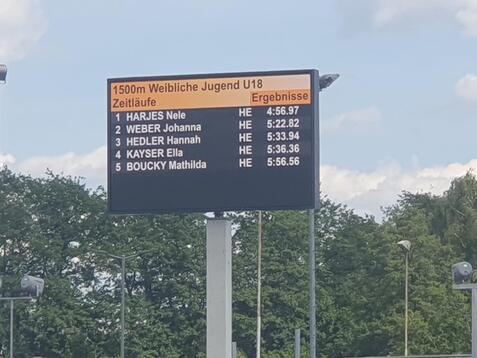 1500m Weibliche Jugend U18
Zeitläufe Ergebnisse
1 HARJES Nele HE 4:56.97
2 WEBER Johanna HE 5:22.82
3 HEDLER Hannah HE 5:33.94
4 KAYSER Ella HE 5:36.36
5 BOUCKY Mathilda HE 5:56.56